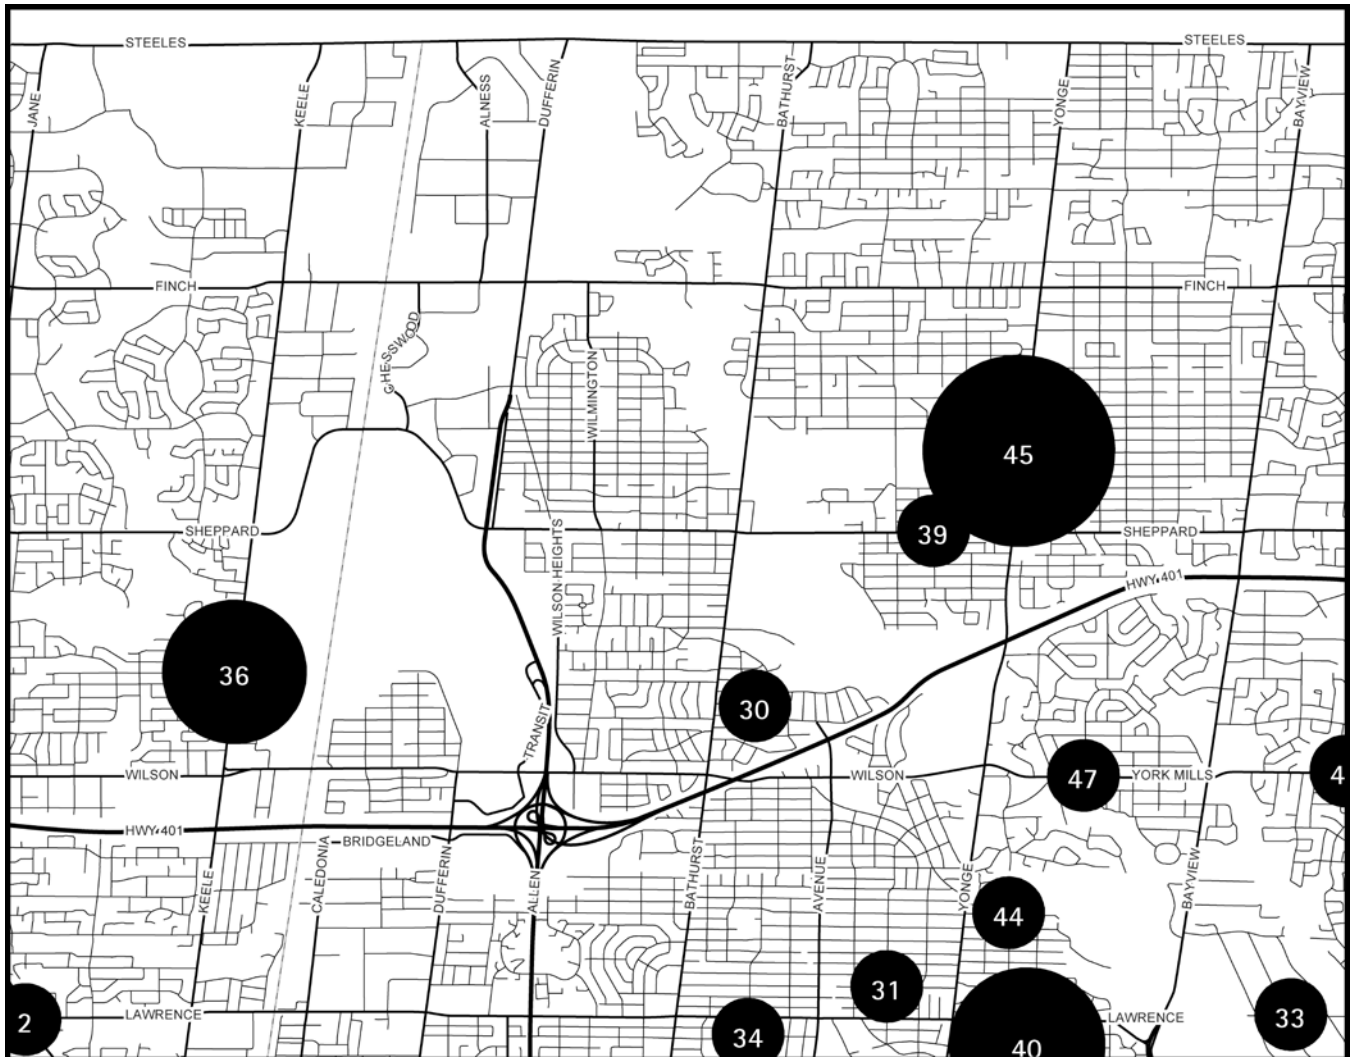 STEELES
STEELES
JANE
KEELE
ALNESS
DUFFERIN
BATHURST
YONGE
BAYVIEW
FINCH
FINCH
CHESSWOOD
WILMINGTON
45
SHEPPARD
39
SHEPPARD
WILSON HEIGHTS
HWY 401
36
30
TRANSIT
WILSON
WILSON
47
YORK MILLS
4
HWY 401
BRIDGELAND
KEELE
CALEDONIA
DUFFERIN
ALLEN
BATHURST
AVENUE
YONGE
BAYVIEW
44
31
2
LAWRENCE
34
40
LAWRENCE
33